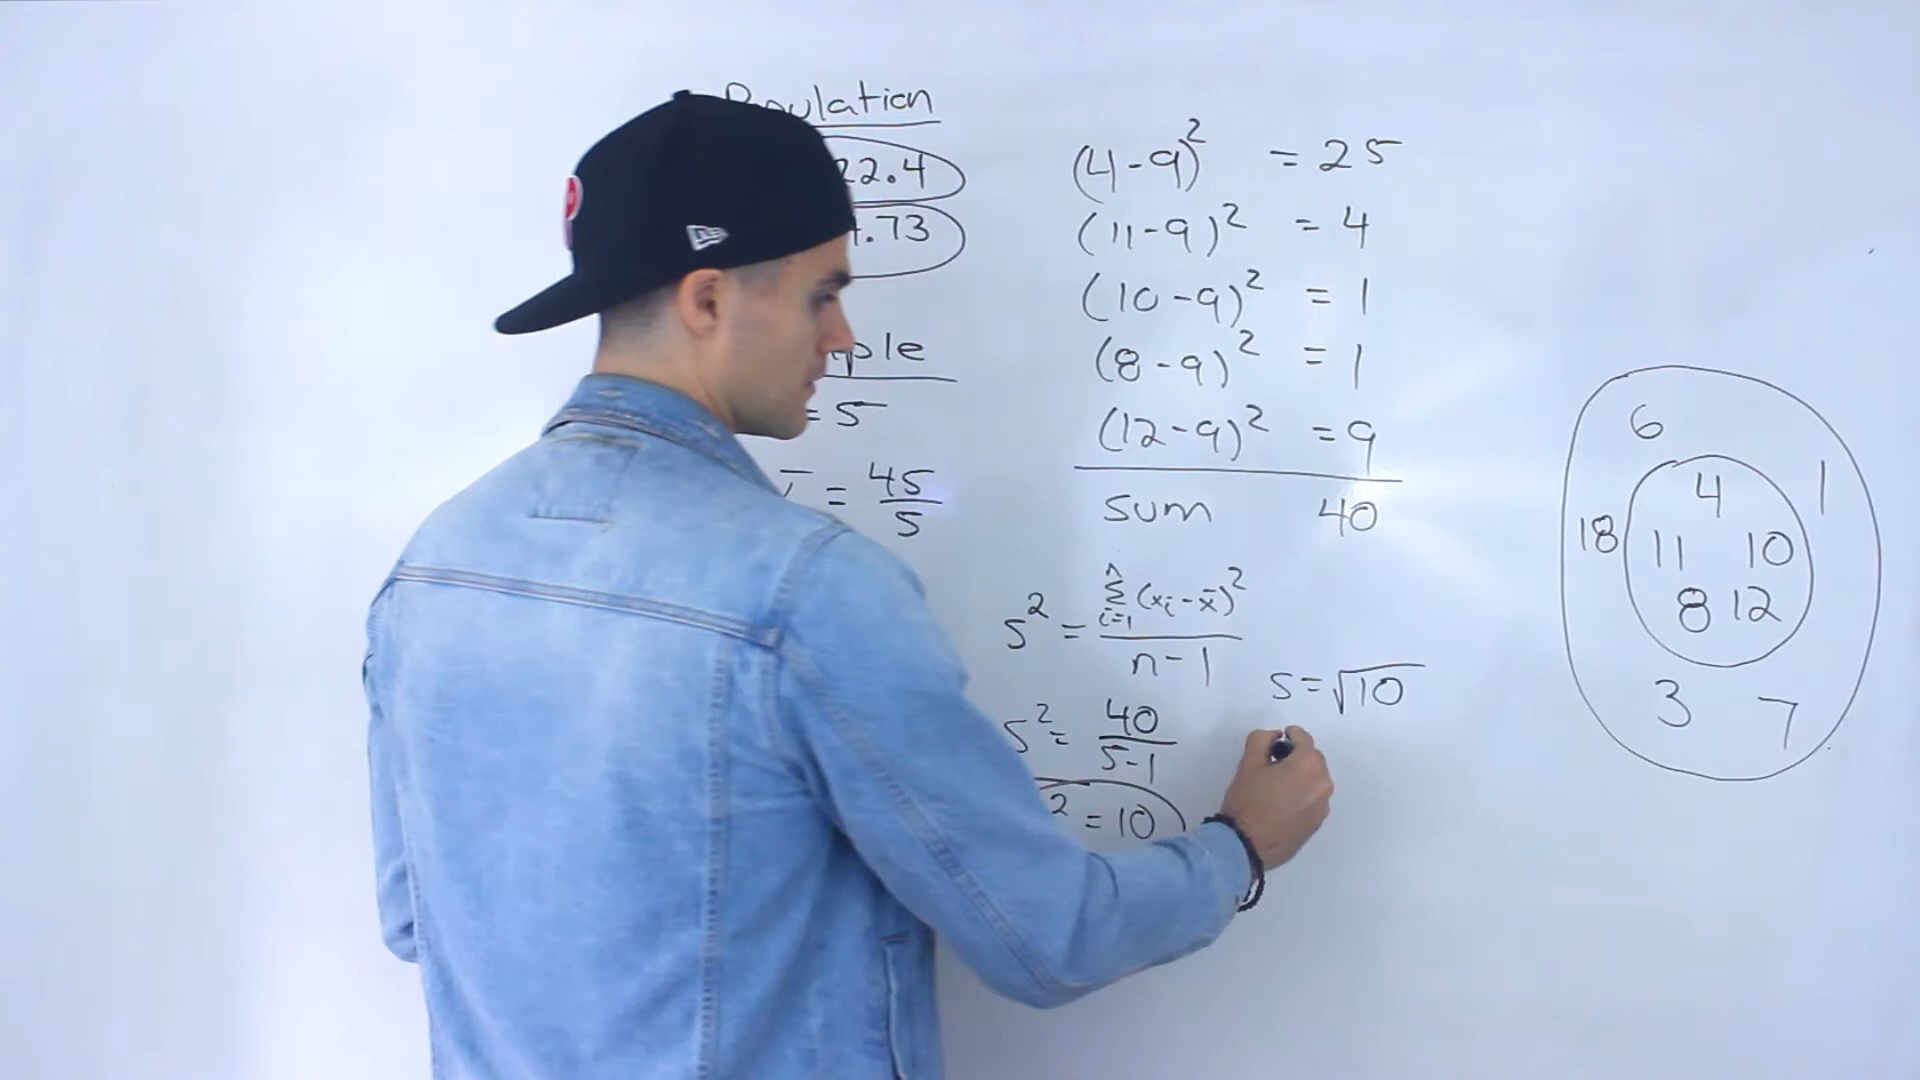 Population
22.4
4.73
ple
= 5
x̄ = 45/5
(4-9)² = 25
(11-9)² = 4
(10-9)² = 1
(8-9)² = 1
(12-9)² = 9
sum 40
s² = n Σ i=1 (xᵢ - x̄)² / n-1
s² = 40 / 5-1
² = 10
s = √10
6
4
1
18
11 10
8 12
3 7